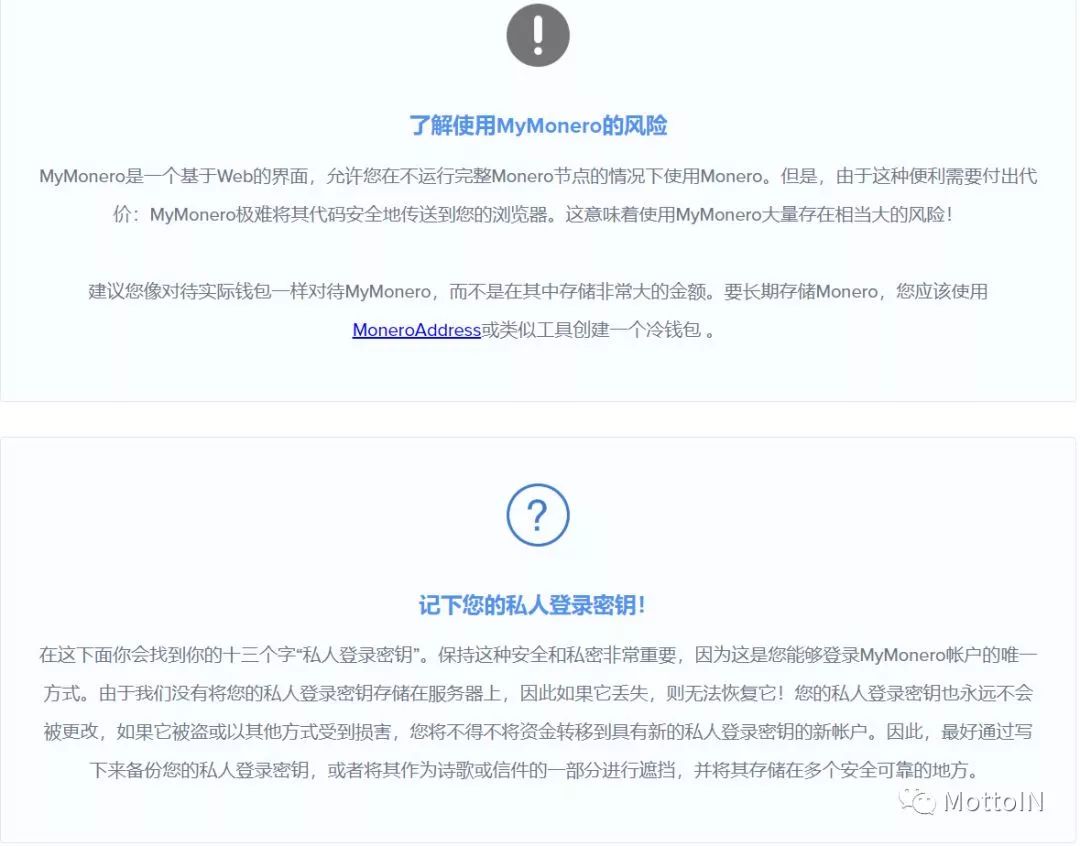 了解使用MyMonero的风险
MyMonero是一个基于Web的界面，允许您在不运行完整Monero节点的情况下使用Monero。但是，由于这种便利需要付出代
价：MyMonero极难将其代码安全地传送到您的浏览器。这意味着使用MyMonero大量存在相当大的风险！
建议您像对待实际钱包一样对待MyMonero，而不是在其中存储非常大的金额。要长期存储Monero，您应该使用
MoneroAddress或类似工具创建一个冷钱包 。
记下您的私人登录密钥！
在这下面你会找到你的十三个字“私人登录密钥”。保持这种安全和私密非常重要，因为这是您能够登录MyMonero帐户的唯一
方式。由于我们没有将您的私人登录密钥存储在服务器上，因此如果它丢失，则无法恢复它！您的私人登录密钥也永远不会
被更改，如果它被盗或以其他方式受到损害，您将不得不将资金转移到具有新的私人登录密钥的新帐户。因此，最好通过写
下来备份您的私人登录密钥，或者将其作为诗歌或信件的一部分进行遮挡，并将其存储在多个安全可靠的地方。
MottoIN